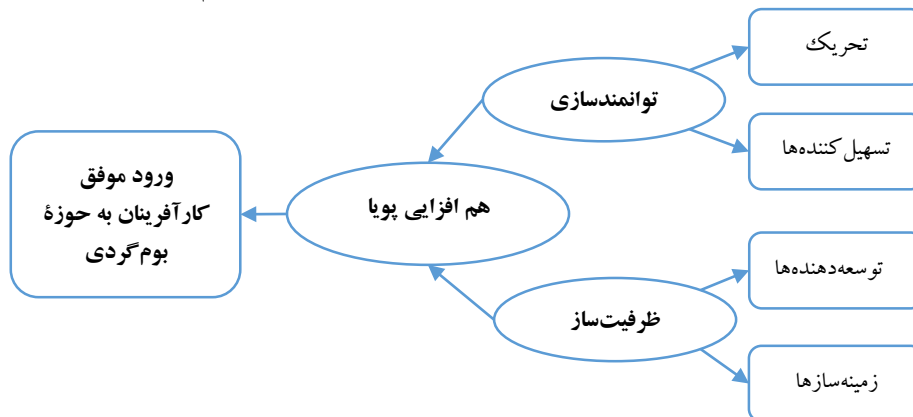 تحریک
توانمندسازی
تسهیل‌کننده‌ها
ورود موفق
کارآفرینان به حوزۀ
بوم‌گردی
هم افزایی پویا
توسعه‌دهنده‌ها
ظرفیت‌ساز
زمینه‌سازها